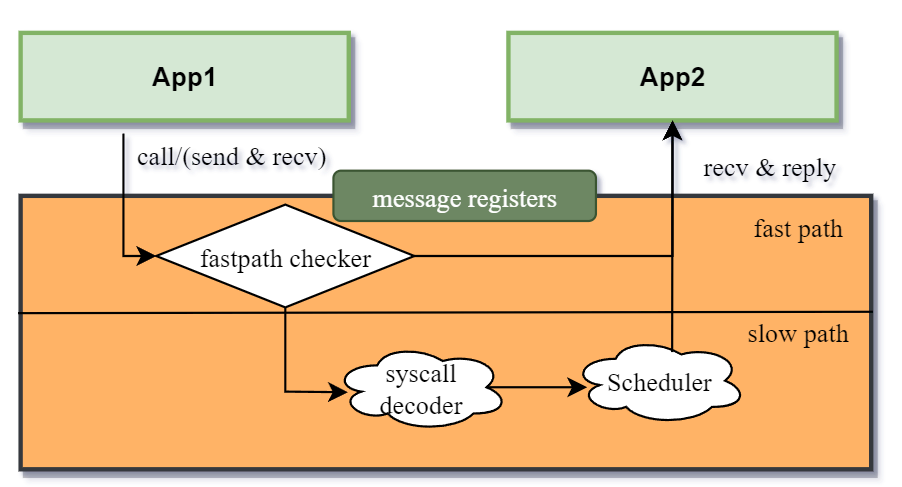 App1
App2
call/(send & recv)
recv & reply
message registers
fast path
fastpath checker
slow path
syscall
decoder
Scheduler